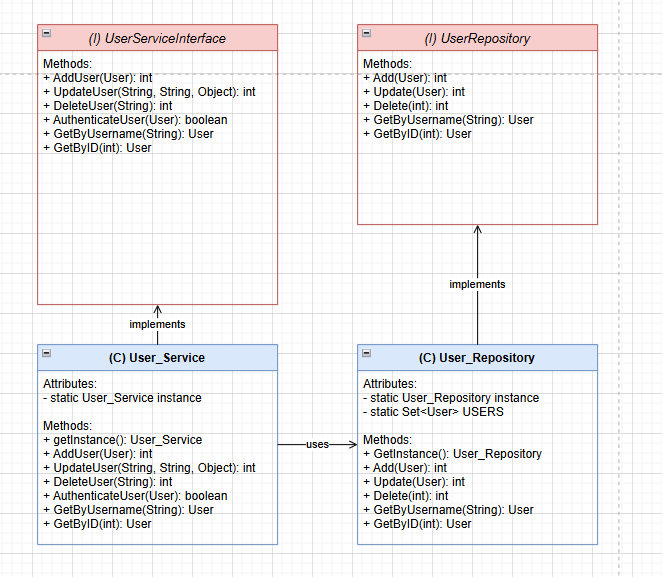 (I) UserServiceInterface
Methods:
+ AddUser(User): int
+ UpdateUser(String, String, Object): int
+ DeleteUser(String): int
+ AuthenticateUser(User): boolean
+ GetByUsername(String): User
+ GetByID(int): User
(I) UserRepository
Methods:
+ Add(User): int
+ Update(User): int
+ Delete(int): int
+ GetByUsername(String): User
+ GetByID(int): User
implements
implements
(C) User_Service
Attributes:
- static User_Service instance
Methods:
+ getInstance(): User_Service
+ AddUser(User): int
+ UpdateUser(String, String, Object): int
+ DeleteUser(String): int
+ AuthenticateUser(User): boolean
+ GetByUsername(String): User
+ GetByID(int): User
uses
(C) User_Repository
Attributes:
- static User_Repository instance
- static Set<User> USERS
Methods:
+ GetInstance(): User_Repository
+ Add(User): int
+ Update(User): int
+ Delete(int): int
+ GetByUsername(String): User
+ GetByID(int): User